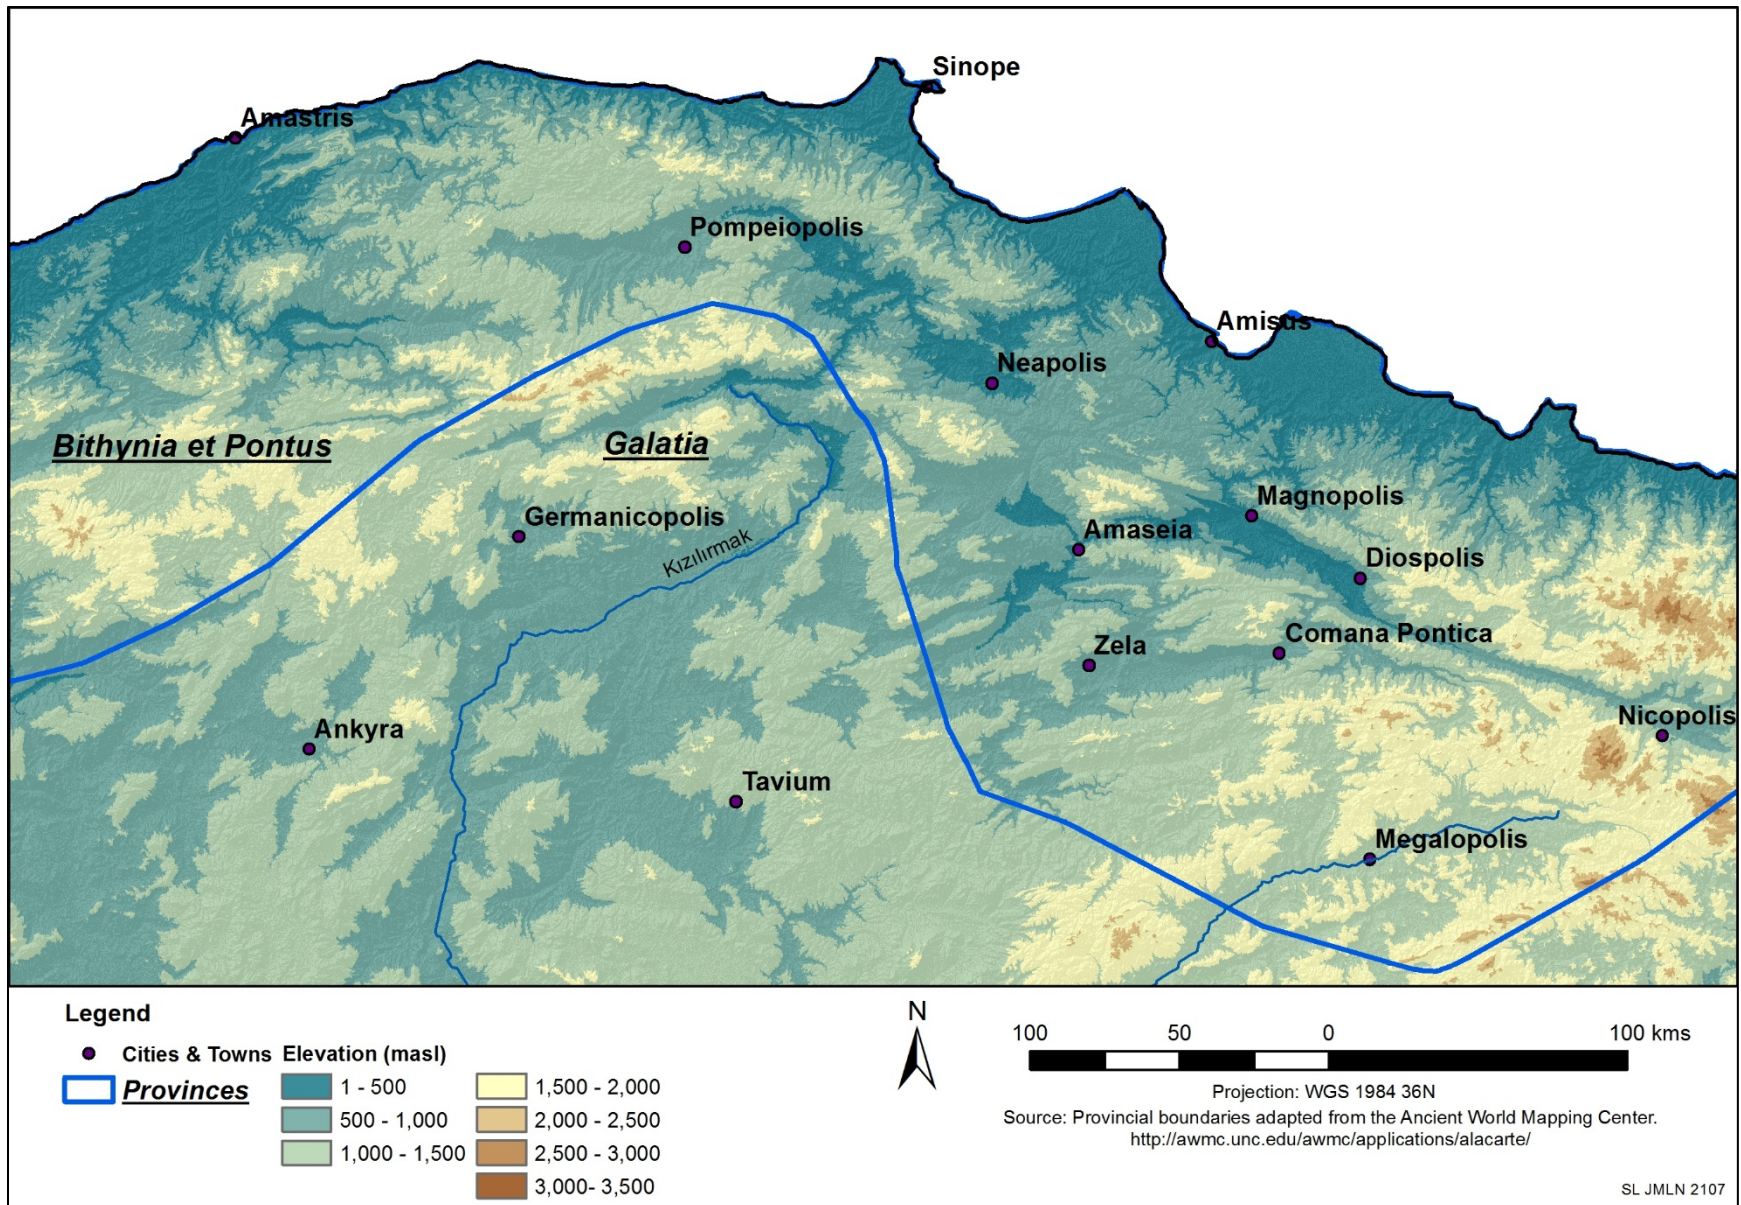 Sinope
Amastris
Pompeiopolis
Amisus
Neapolis
Bithynia et Pontus
Galatia
Magnopolis
Germanicopolis
Amaseia
Kızılırmak
Diospolis
Comana Pontica
Zela
Nicopolis
Ankyra
Tavium
Megalopolis
Legend
Cities & Towns
Provinces
Elevation (masl)
1 - 500
500 - 1,000
1,000 - 1,500
1,500 - 2,000
2,000 - 2,500
2,500 - 3,000
3,000- 3,500
N
100 50 0 100 kms
Projection: WGS 1984 36N
Source: Provincial boundaries adapted from the Ancient World Mapping Center.
http://awmc.unc.edu/awmc/applications/alacarte/
SL JMLN 2107